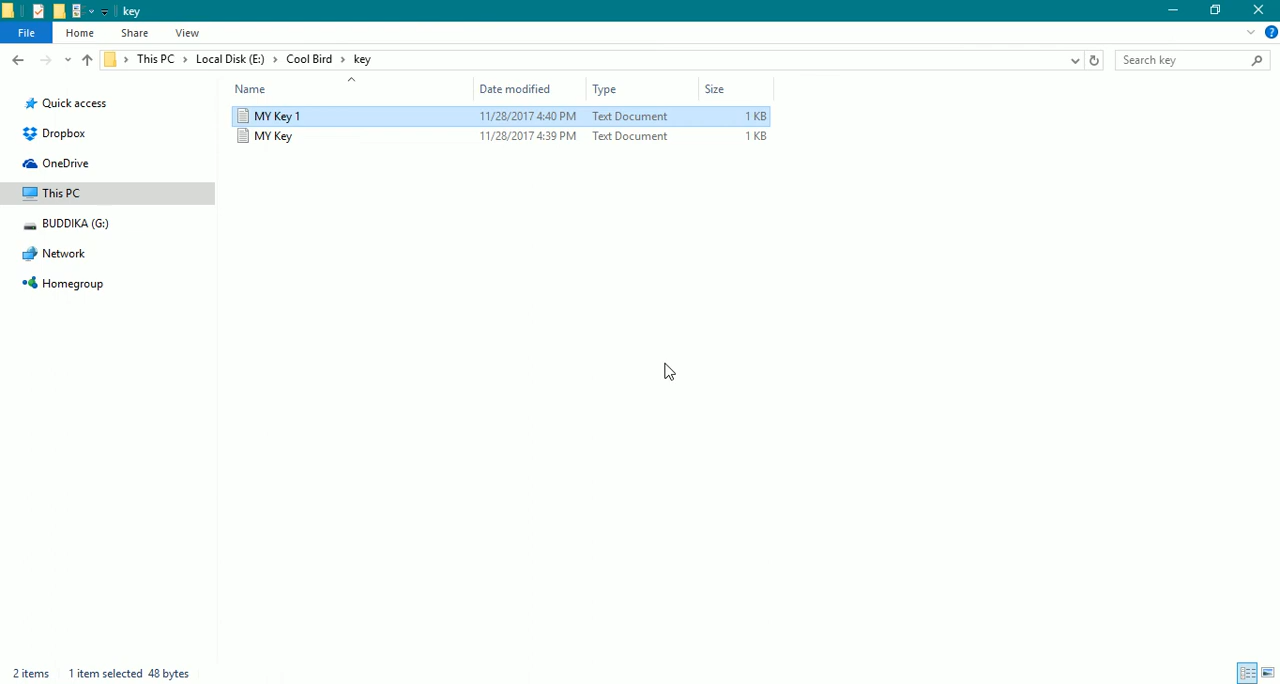 key
File Home Share View
This PC Local Disk (E:) Cool Bird key
Search key
Name Date modified Type Size
MY Key 1 11/28/2017 4:40 PM Text Document 1 KB
MY Key 11/28/2017 4:39 PM Text Document 1 KB
Quick access
Dropbox
OneDrive
This PC
BUDDIKA (G:)
Network
Homegroup
2 items 1 item selected 48 bytes